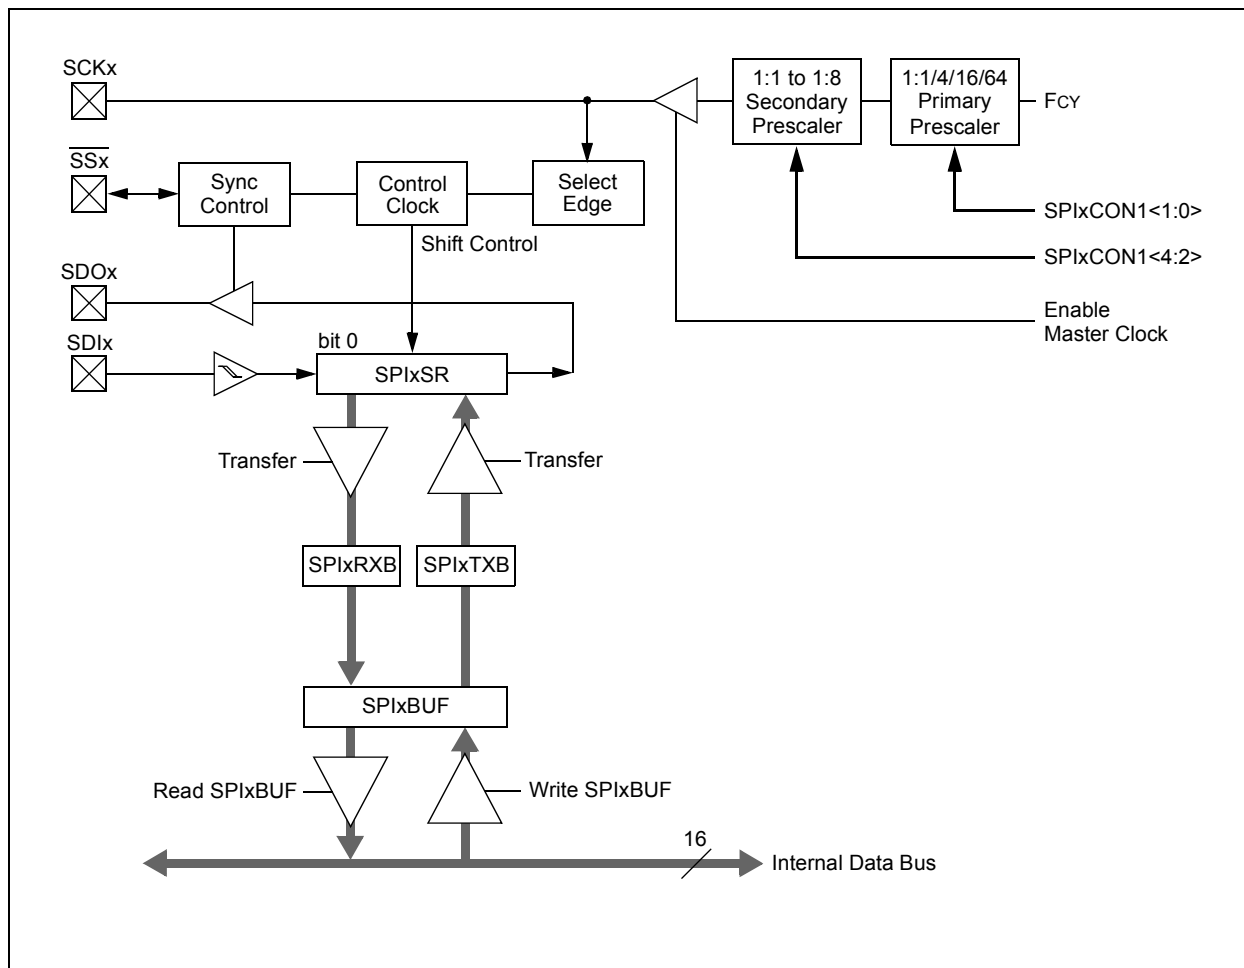 SCKx
1:1 to 1:8
Secondary
Prescaler
1:1/4/16/64
Primary
Prescaler
FCY
SSx
Sync
Control
Control
Clock
Select
Edge
SPIxCON1<1:0>
Shift Control
SPIxCON1<4:2>
SDOx
Enable
Master Clock
SDIx
bit 0
SPIxSR
Transfer
Transfer
SPIxRXB
SPIxTXB
SPIxBUF
Read SPIxBUF
Write SPIxBUF
16
Internal Data Bus